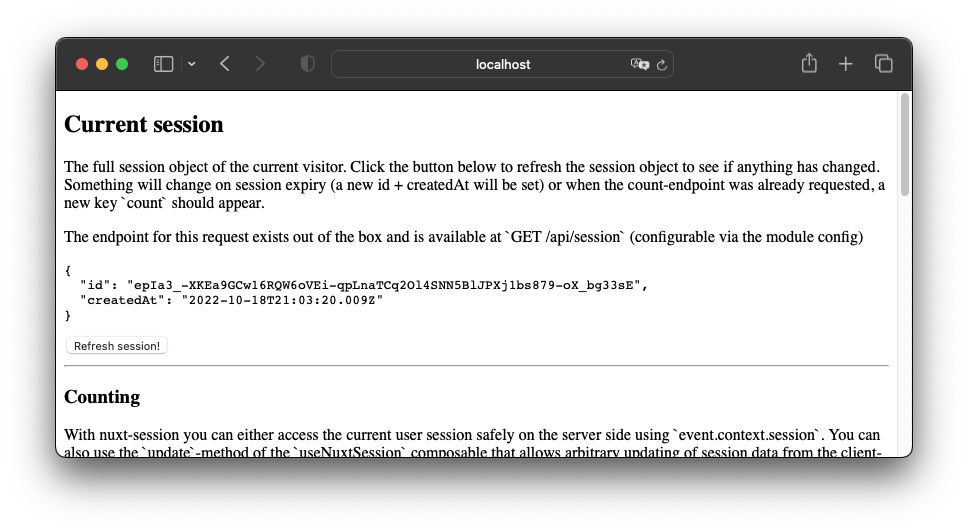 localhost
Current session
The full session object of the current visitor. Click the button below to refresh the session object to see if anything has changed.
Something will change on session expiry (a new id + createdAt will be set) or when the count-endpoint was already requested, a
new key `count` should appear.
The endpoint for this request exists out of the box and is available at `GET /api/session` (configurable via the module config)
{
"id": "epIa3_-XKEa9GCw16RQW6oVEi-qpLnaTCq2Ol4SNN5BlJPXj1bs879-oX_bg33sE",
"createdAt": "2022-10-18T21:03:20.009Z"
}
Refresh session!
Counting
With nuxt-session you can either access the current user session safely on the server side using `event.context.session`. You can
also use the `update`-method of the `useNuxtSession` composable that allows arbitrary updating of session data from the client-